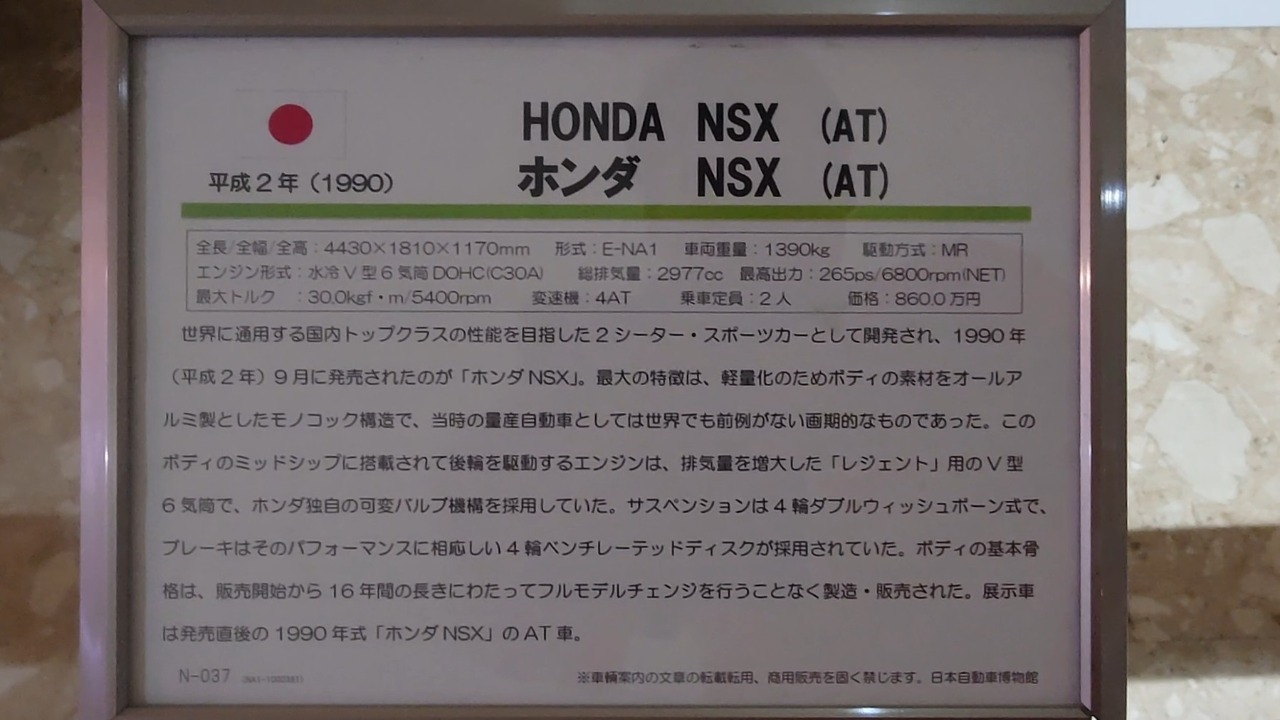 HONDA NSX (AT)
平成2年(1990)
ホンダ NSX (AT)
全長/全幅/全高:4430×1810×1170mm 形式:E-NA1 車両重量:1390kg 駆動方式:MR
エンジン形式:水冷V型6気筒DOHC(C30A) 総排気量:2977cc 最高出力:265ps/6800rpm(NET)
最大トルク :30.0kgf・m/5400rpm 変速機:4AT 乗車定員:2人 価格:860.0万円
世界に通用する国内トップクラスの性能を目指した2シーター・スポーツカーとして開発され、1990年
(平成2年)9月に発売されたのが「ホンダNSX」。最大の特徴は、軽量化のためボディの素材をオールア
ルミ製としたモノコック構造で、当時の量産自動車としては世界でも前例がない画期的なものであった。この
ボディのミッドシップに搭載されて後輪を駆動するエンジンは、排気量を増大した「レジェント」用のV型
6気筒で、ホンダ独自の可変バルブ機構を採用していた。サスペンションは4輪ダブルウィッシュボーン式で、
ブレーキはそのパフォーマンスに相応しい4輪ベンチレーテッドディスクが採用されていた。ボディの基本骨
格は、販売開始から16年間の長きにわたってフルモデルチェンジを行うことなく製造・販売された。展示車
は発売直後の1990年式「ホンダNSX」のAT車。
N-037
※車輌案内の文章の転載転用、商用販売を固く禁じます。日本自動車博物館